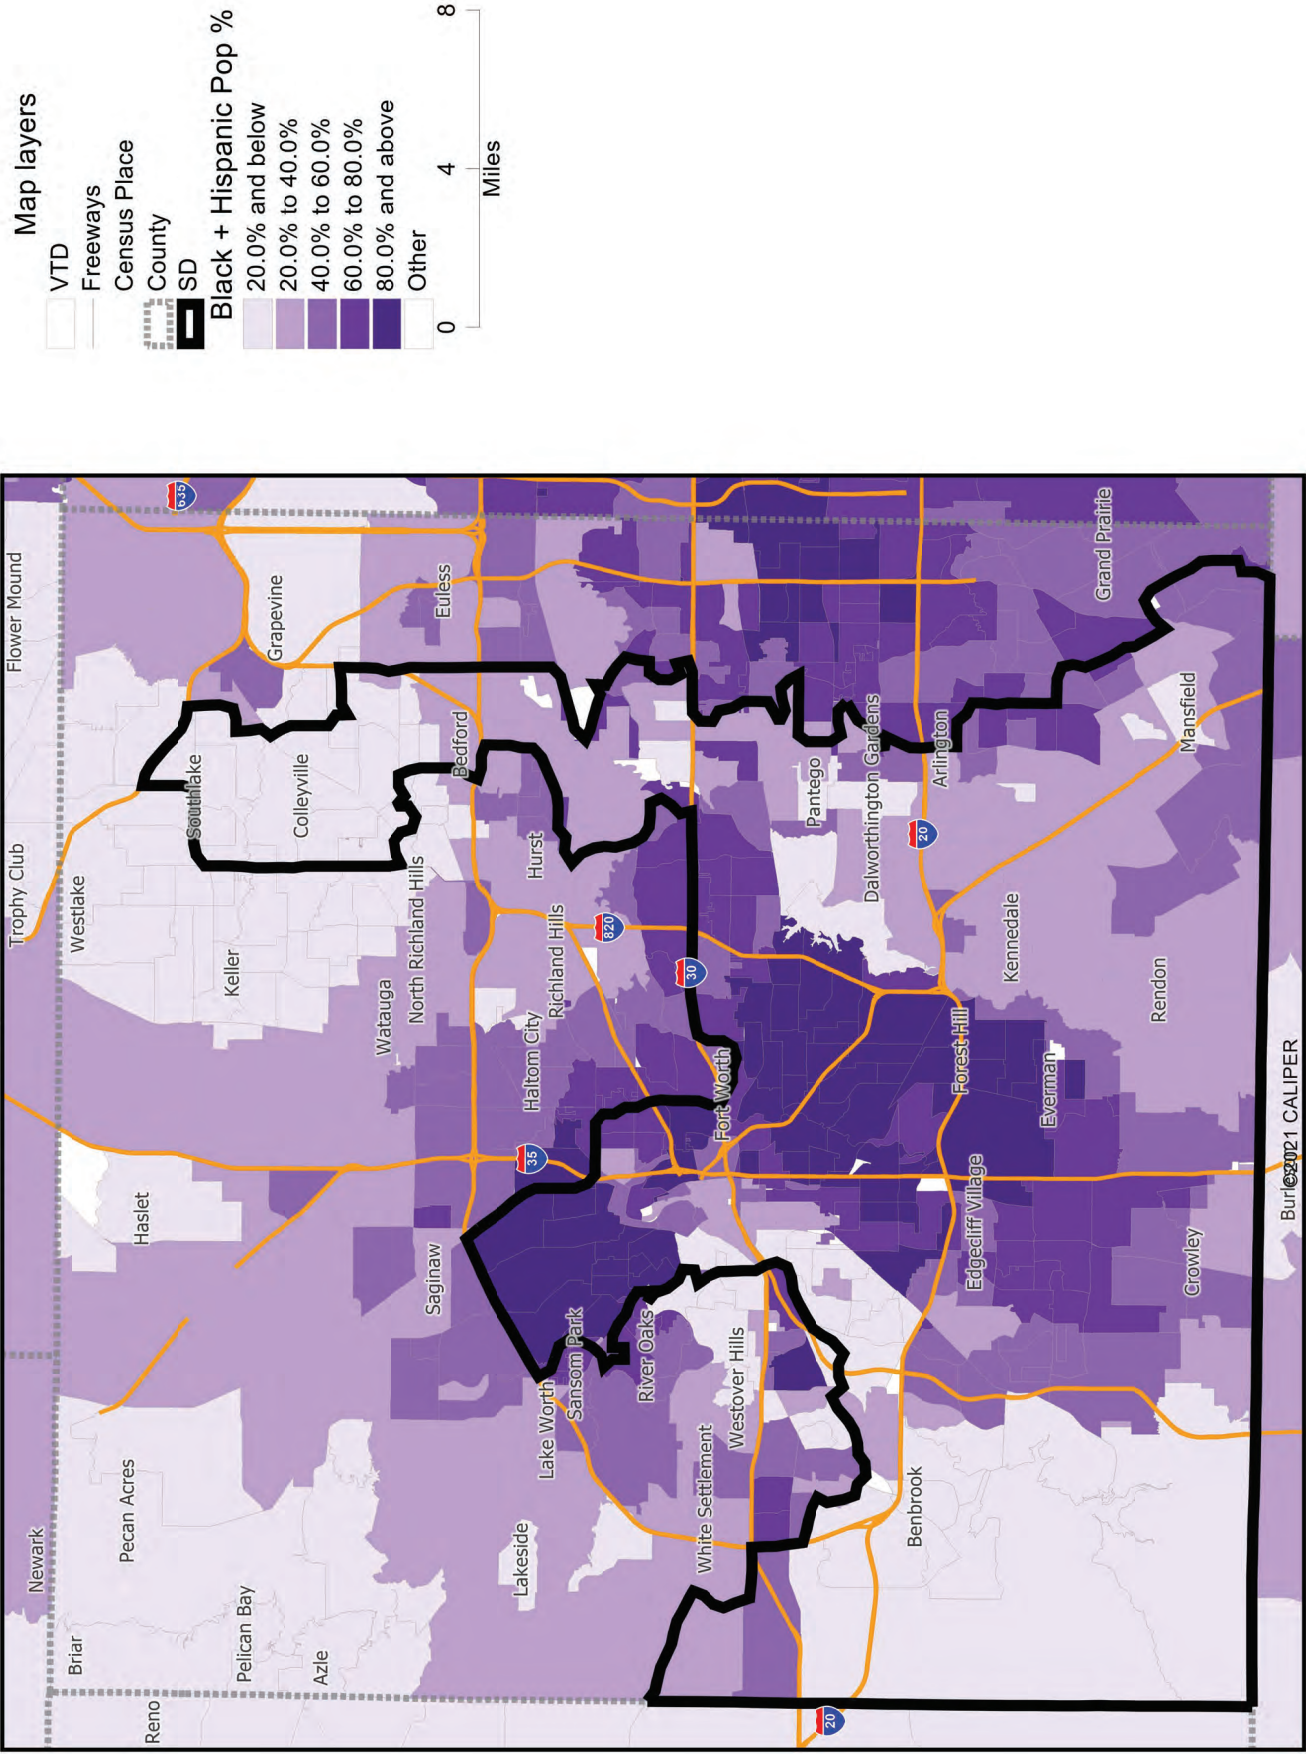 Map layers
VTD
Freeways
Census Place
County
SD
Black + Hispanic Pop %
20.0% and below
20.0% to 40.0%
40.0% to 60.0%
60.0% to 80.0%
80.0% and above
Other
0 4 8
Miles
Newark
Trophy Club
Flower Mound
Briar
Westlake
Reno
Pecan Acres
Haslet
Southlake
635
Pelican Bay
Keller
Grapevine
Azle
Colleyville
Watauga
North Richland Hills
Saginaw
Euless
Bedford
Lakeside
Lake Worth
35
Haltom City
Hurst
Sansom Park
Richland Hills
820
River Oaks
White Settlement
Westover Hills
Fort Worth
30
Pantego
20
Dalworthington Gardens
Benbrook
20
Arlington
Edgecliff Village
Forest Hill
Kennedale
Everman
Grand Prairie
Crowley
Rendon
Mansfield
Burleson
©2021 CALIPER